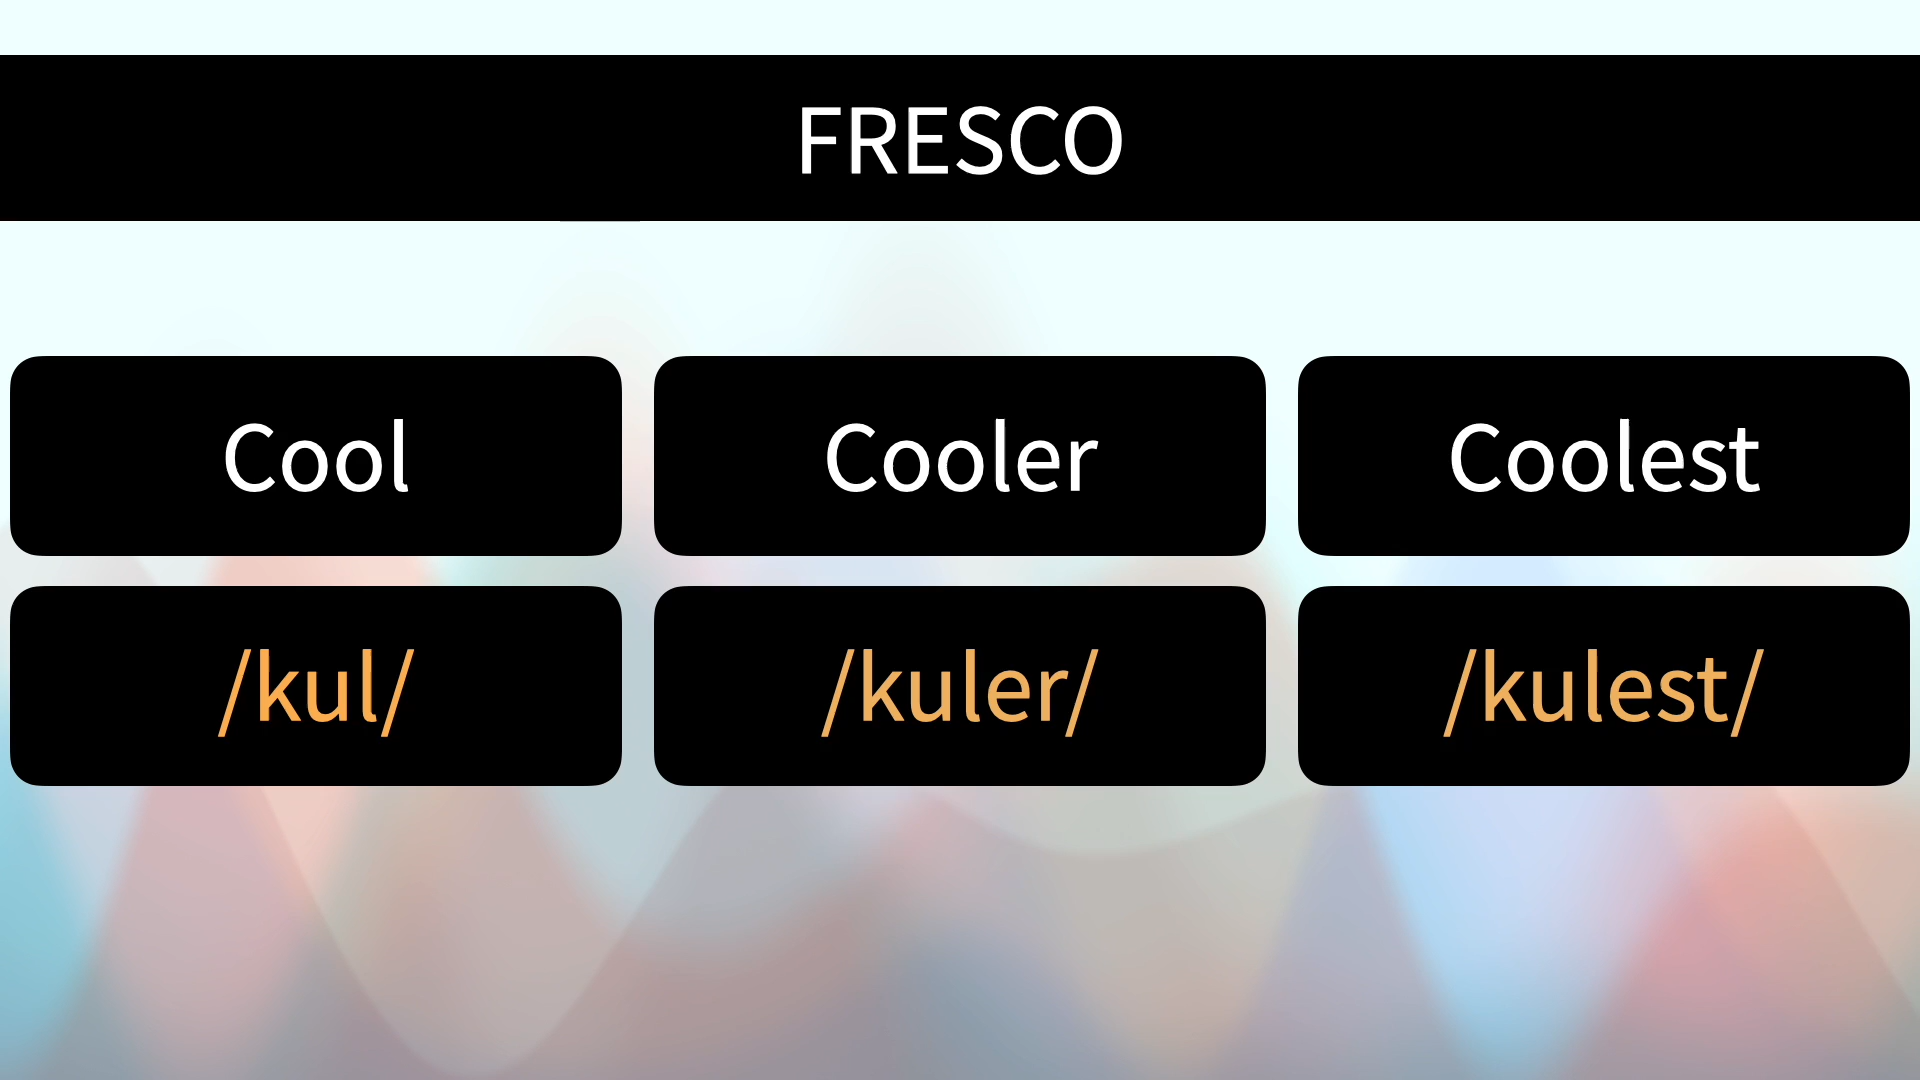 FRESCO
Cool
Cooler
Coolest
/kul/
/kuler/
/kulest/